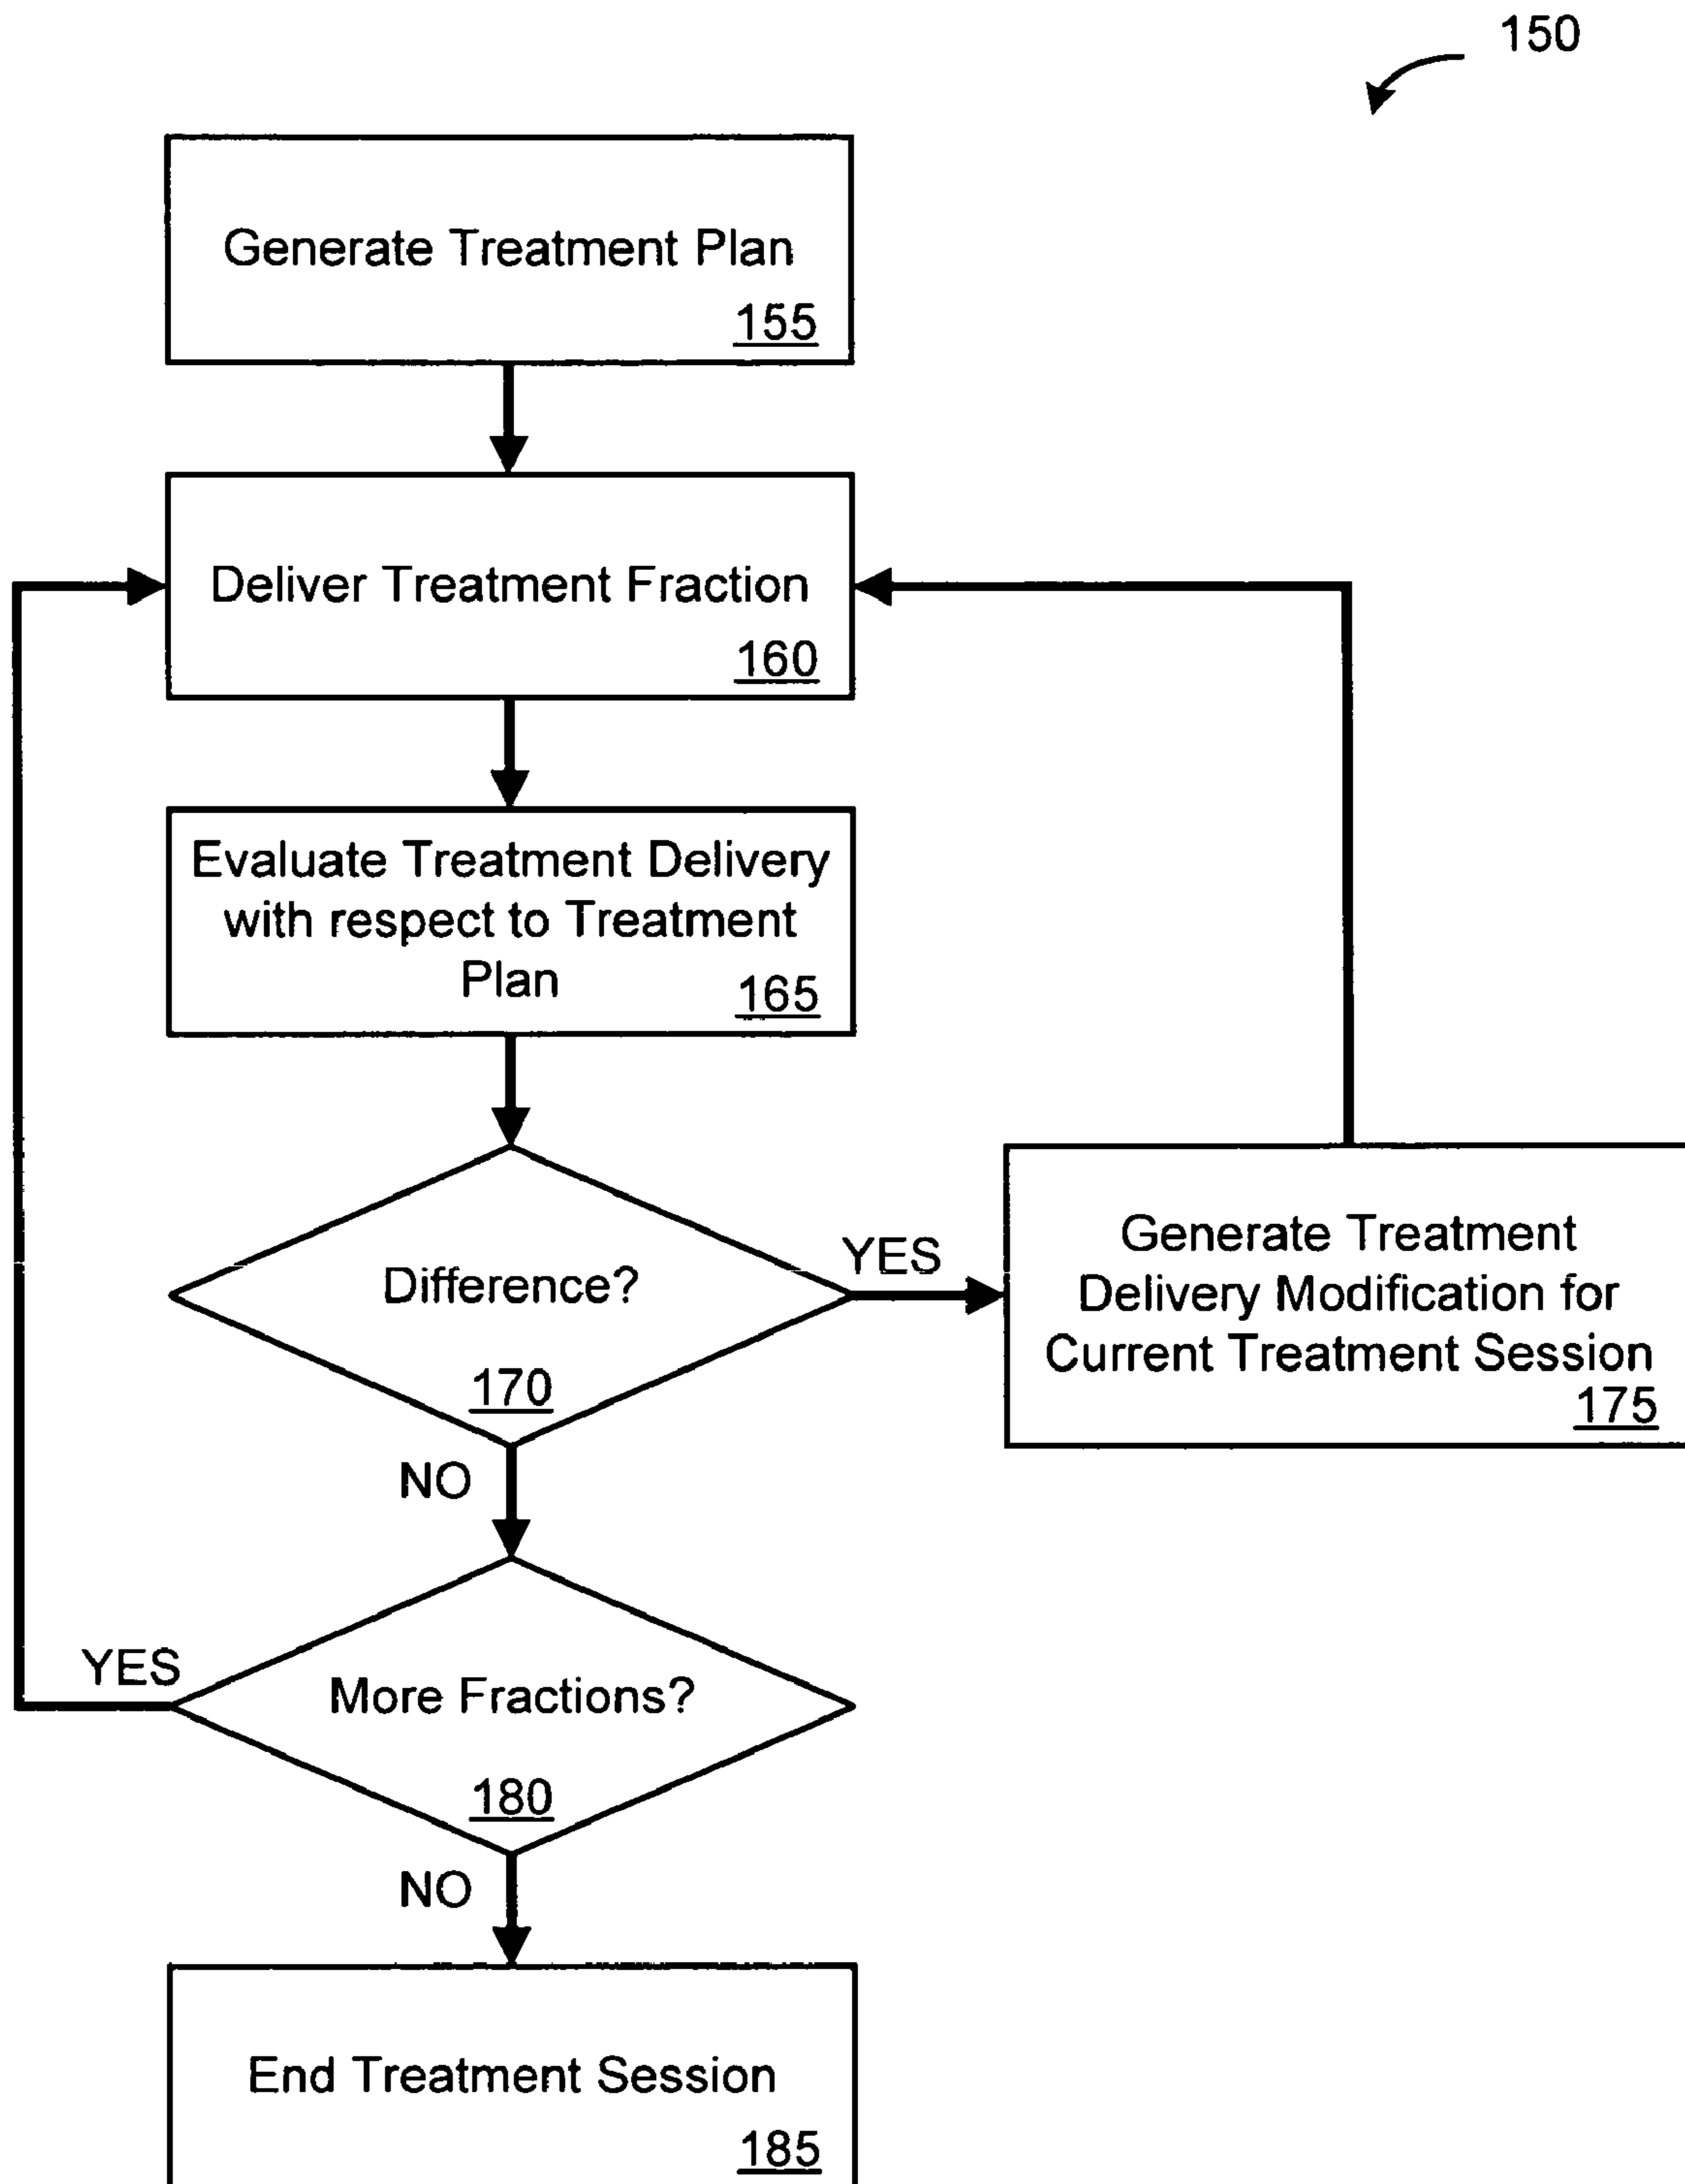 150
Generate Treatment Plan
155
Deliver Treatment Fraction
160
Evaluate Treatment Delivery
with respect to Treatment
Plan
165
Difference?
170
YES
Generate Treatment
Delivery Modification for
Current Treatment Session
175
NO
More Fractions?
180
YES
NO
End Treatment Session
185